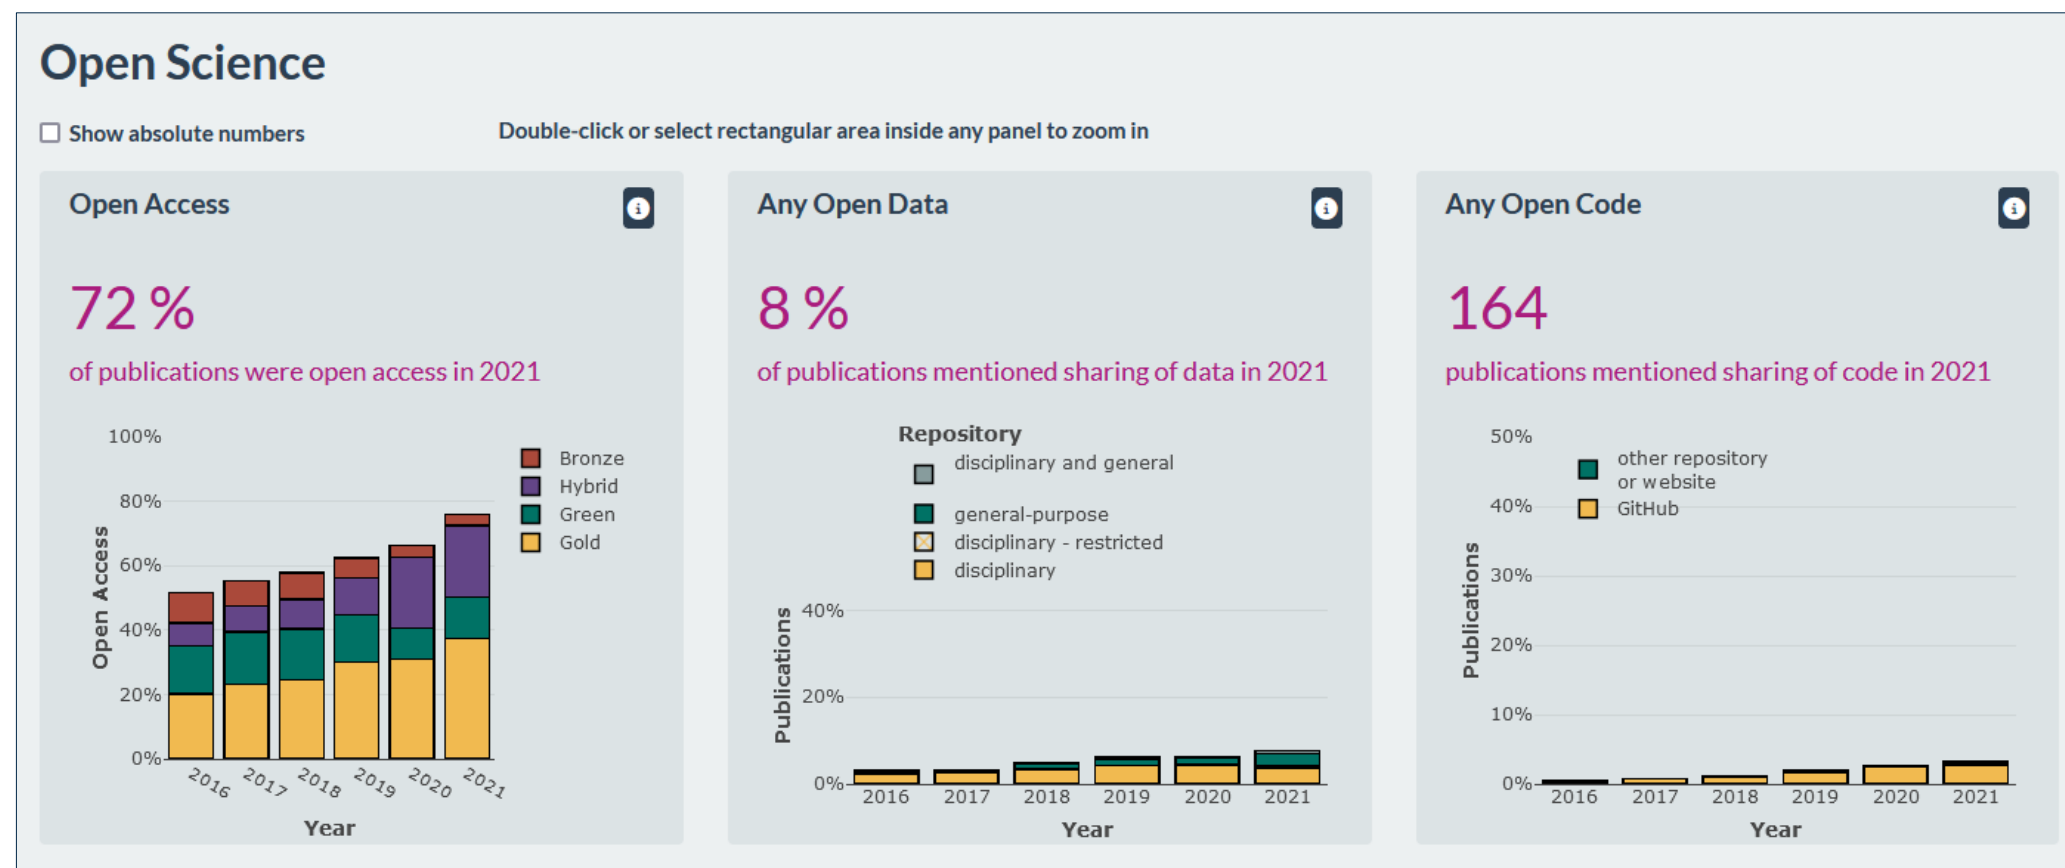 Open Science
Show absolute numbers
Double-click or select rectangular area inside any panel to zoom in
Open Access
i
72 %
of publications were open access in 2021
100%
80%
60%
40%
20%
0%
Open Access
Bronze
Hybrid
Green
Gold
2016
2017
2018
2019
2020
2021
Year
Any Open Data
i
8 %
of publications mentioned sharing of data in 2021
Repository
disciplinary and general
general-purpose
disciplinary - restricted
disciplinary
40%
20%
0%
Publications
2016 2017 2018 2019 2020 2021
Year
Any Open Code
i
164
publications mentioned sharing of code in 2021
50%
40%
30%
20%
10%
0%
Publications
other repository
or website
GitHub
2016 2017 2018 2019 2020 2021
Year